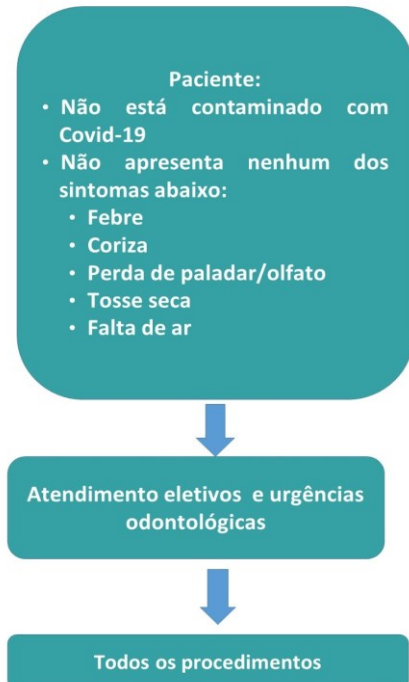 Paciente:
• Não está contaminado com
Covid-19
• Não apresenta nenhum dos
sintomas abaixo:
• Febre
• Coriza
• Perda de paladar/olfato
• Tosse seca
• Falta de ar
Atendimento eletivos e urgências
odontológicas
Todos os procedimentos